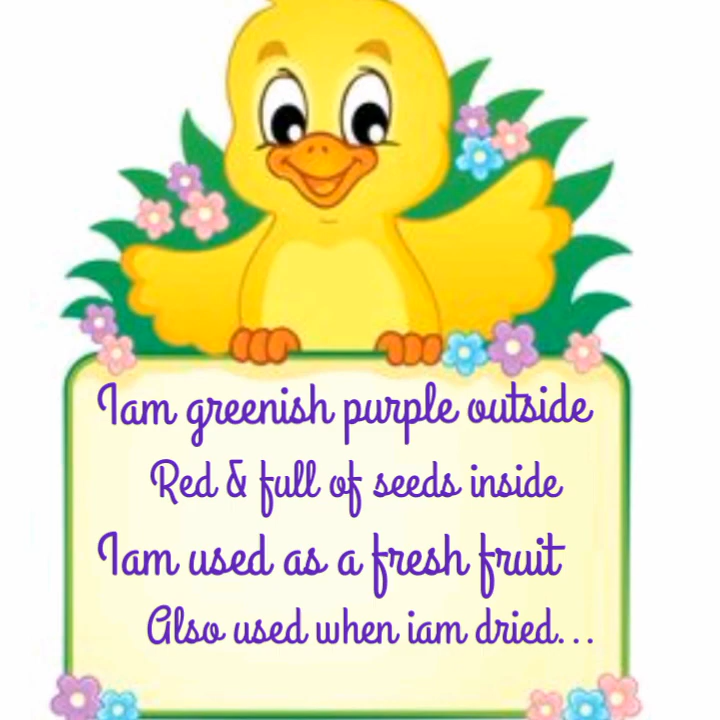 Iam greenish purple outside
Red & full of seeds inside
Iam used as a fresh fruit
Also used when iam dried...